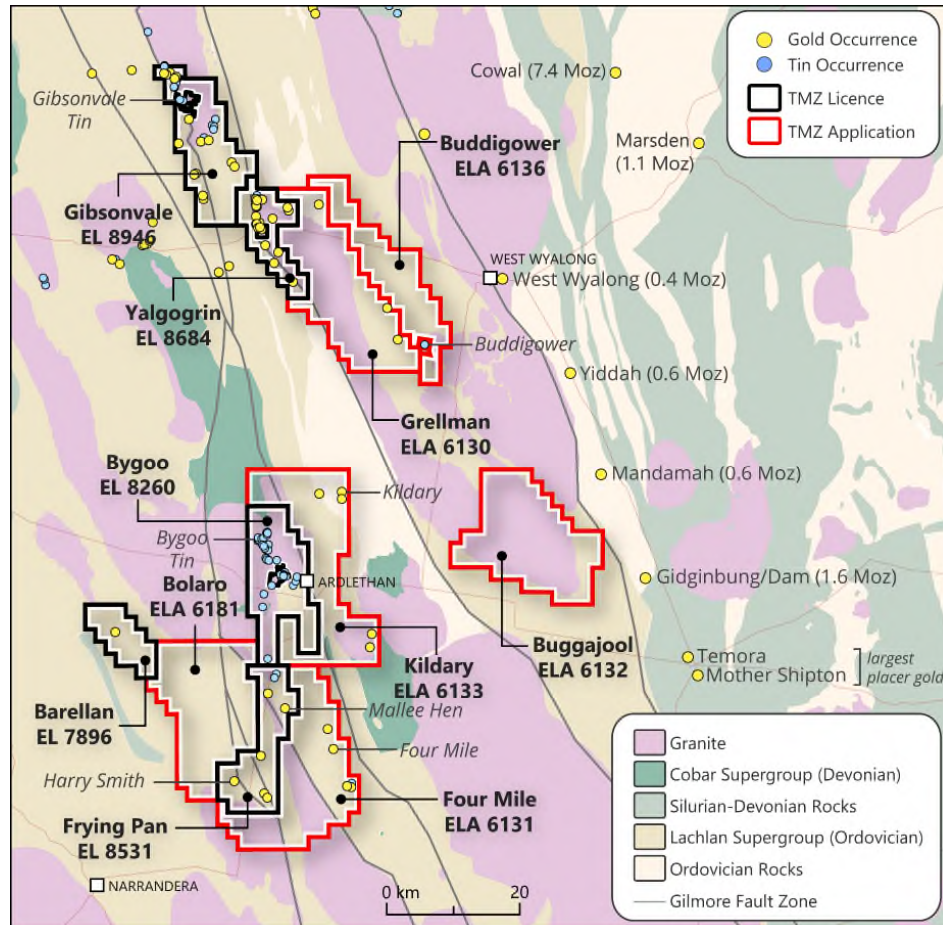 Gold Occurrence
Tin Occurrence
TMZ Licence
TMZ Application
Cowal (7.4 Moz)
Gibsonvale
Tin
Marsden
(1.1 Moz)
Buddigower
ELA 6136
Gibsonvale
EL 8946
WEST WYALONG
West Wyalong (0.4 Moz)
Yalgogrin
EL 8684
Buddigower
Yiddah (0.6 Moz)
Grellman
ELA 6130
Bygoo
EL 8260
Kildary
Mandamah (0.6 Moz)
Bygoo
Tin
Bolaro
ELA 6181
ARDLETHAN
Gidginbung/Dam (1.6 Moz)
Buggajool
ELA 6132
Kildary
ELA 6133
Temora
Mother Shipton
largest
placer gold
Barellan
EL 7896
Mallee Hen
Four Mile
Harry Smith
Four Mile
ELA 6131
Frying Pan
EL 8531
NARRANDERA
0 km 20
Granite
Cobar Supergroup (Devonian)
Silurian-Devonian Rocks
Lachlan Supergroup (Ordovician)
Ordovician Rocks
Gilmore Fault Zone